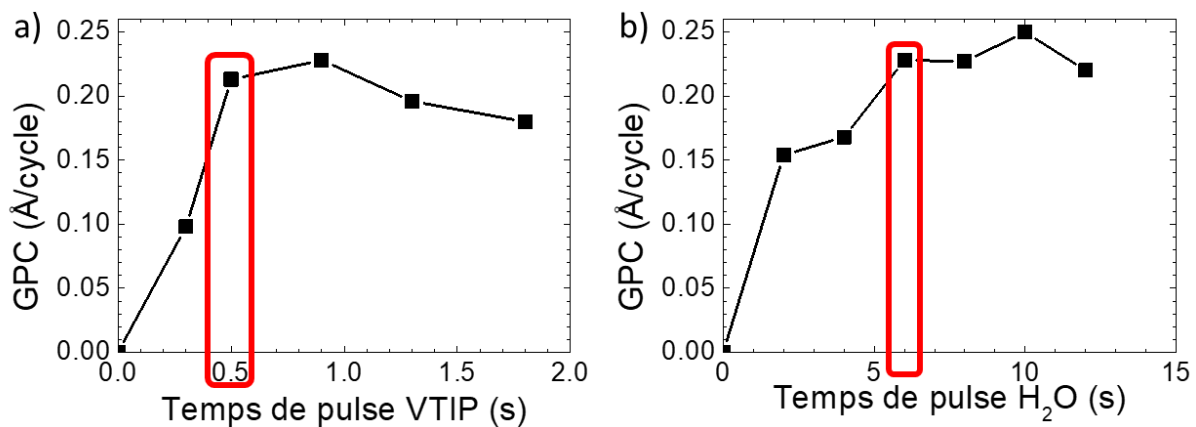 a)
GPC (Å/cycle)
0.25
0.20
0.15
0.10
0.05
0.00
0.0 0.5 1.0 1.5 2.0
Temps de pulse VTIP (s)
b)
GPC (Å/cycle)
0.25
0.20
0.15
0.10
0.05
0.00
0 5 10 15
Temps de pulse H₂O (s)